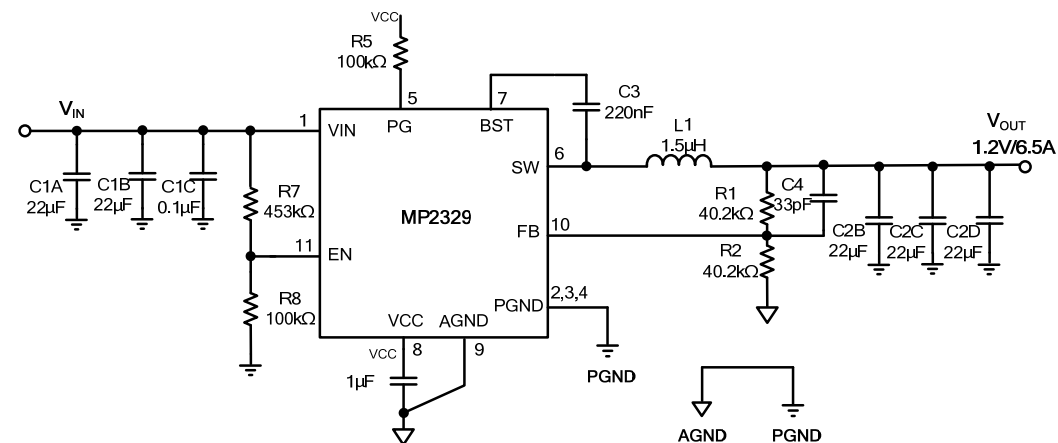 VCC
R5
100kΩ
5
7
C3
220nF
V_IN
1
VIN
PG
BST
L1
1.5µH
V_OUT
1.2V/6.5A
6
SW
C1A
22µF
C1B
22µF
C1C
0.1µF
R7
453kΩ
MP2329
R1
40.2kΩ
C4
33pF
11
EN
FB
10
R2
40.2kΩ
C2B
22µF
C2C
22µF
C2D
22µF
R8
100kΩ
PGND
2,3,4
VCC
AGND
VCC
8
9
1µF
PGND
AGND
PGND